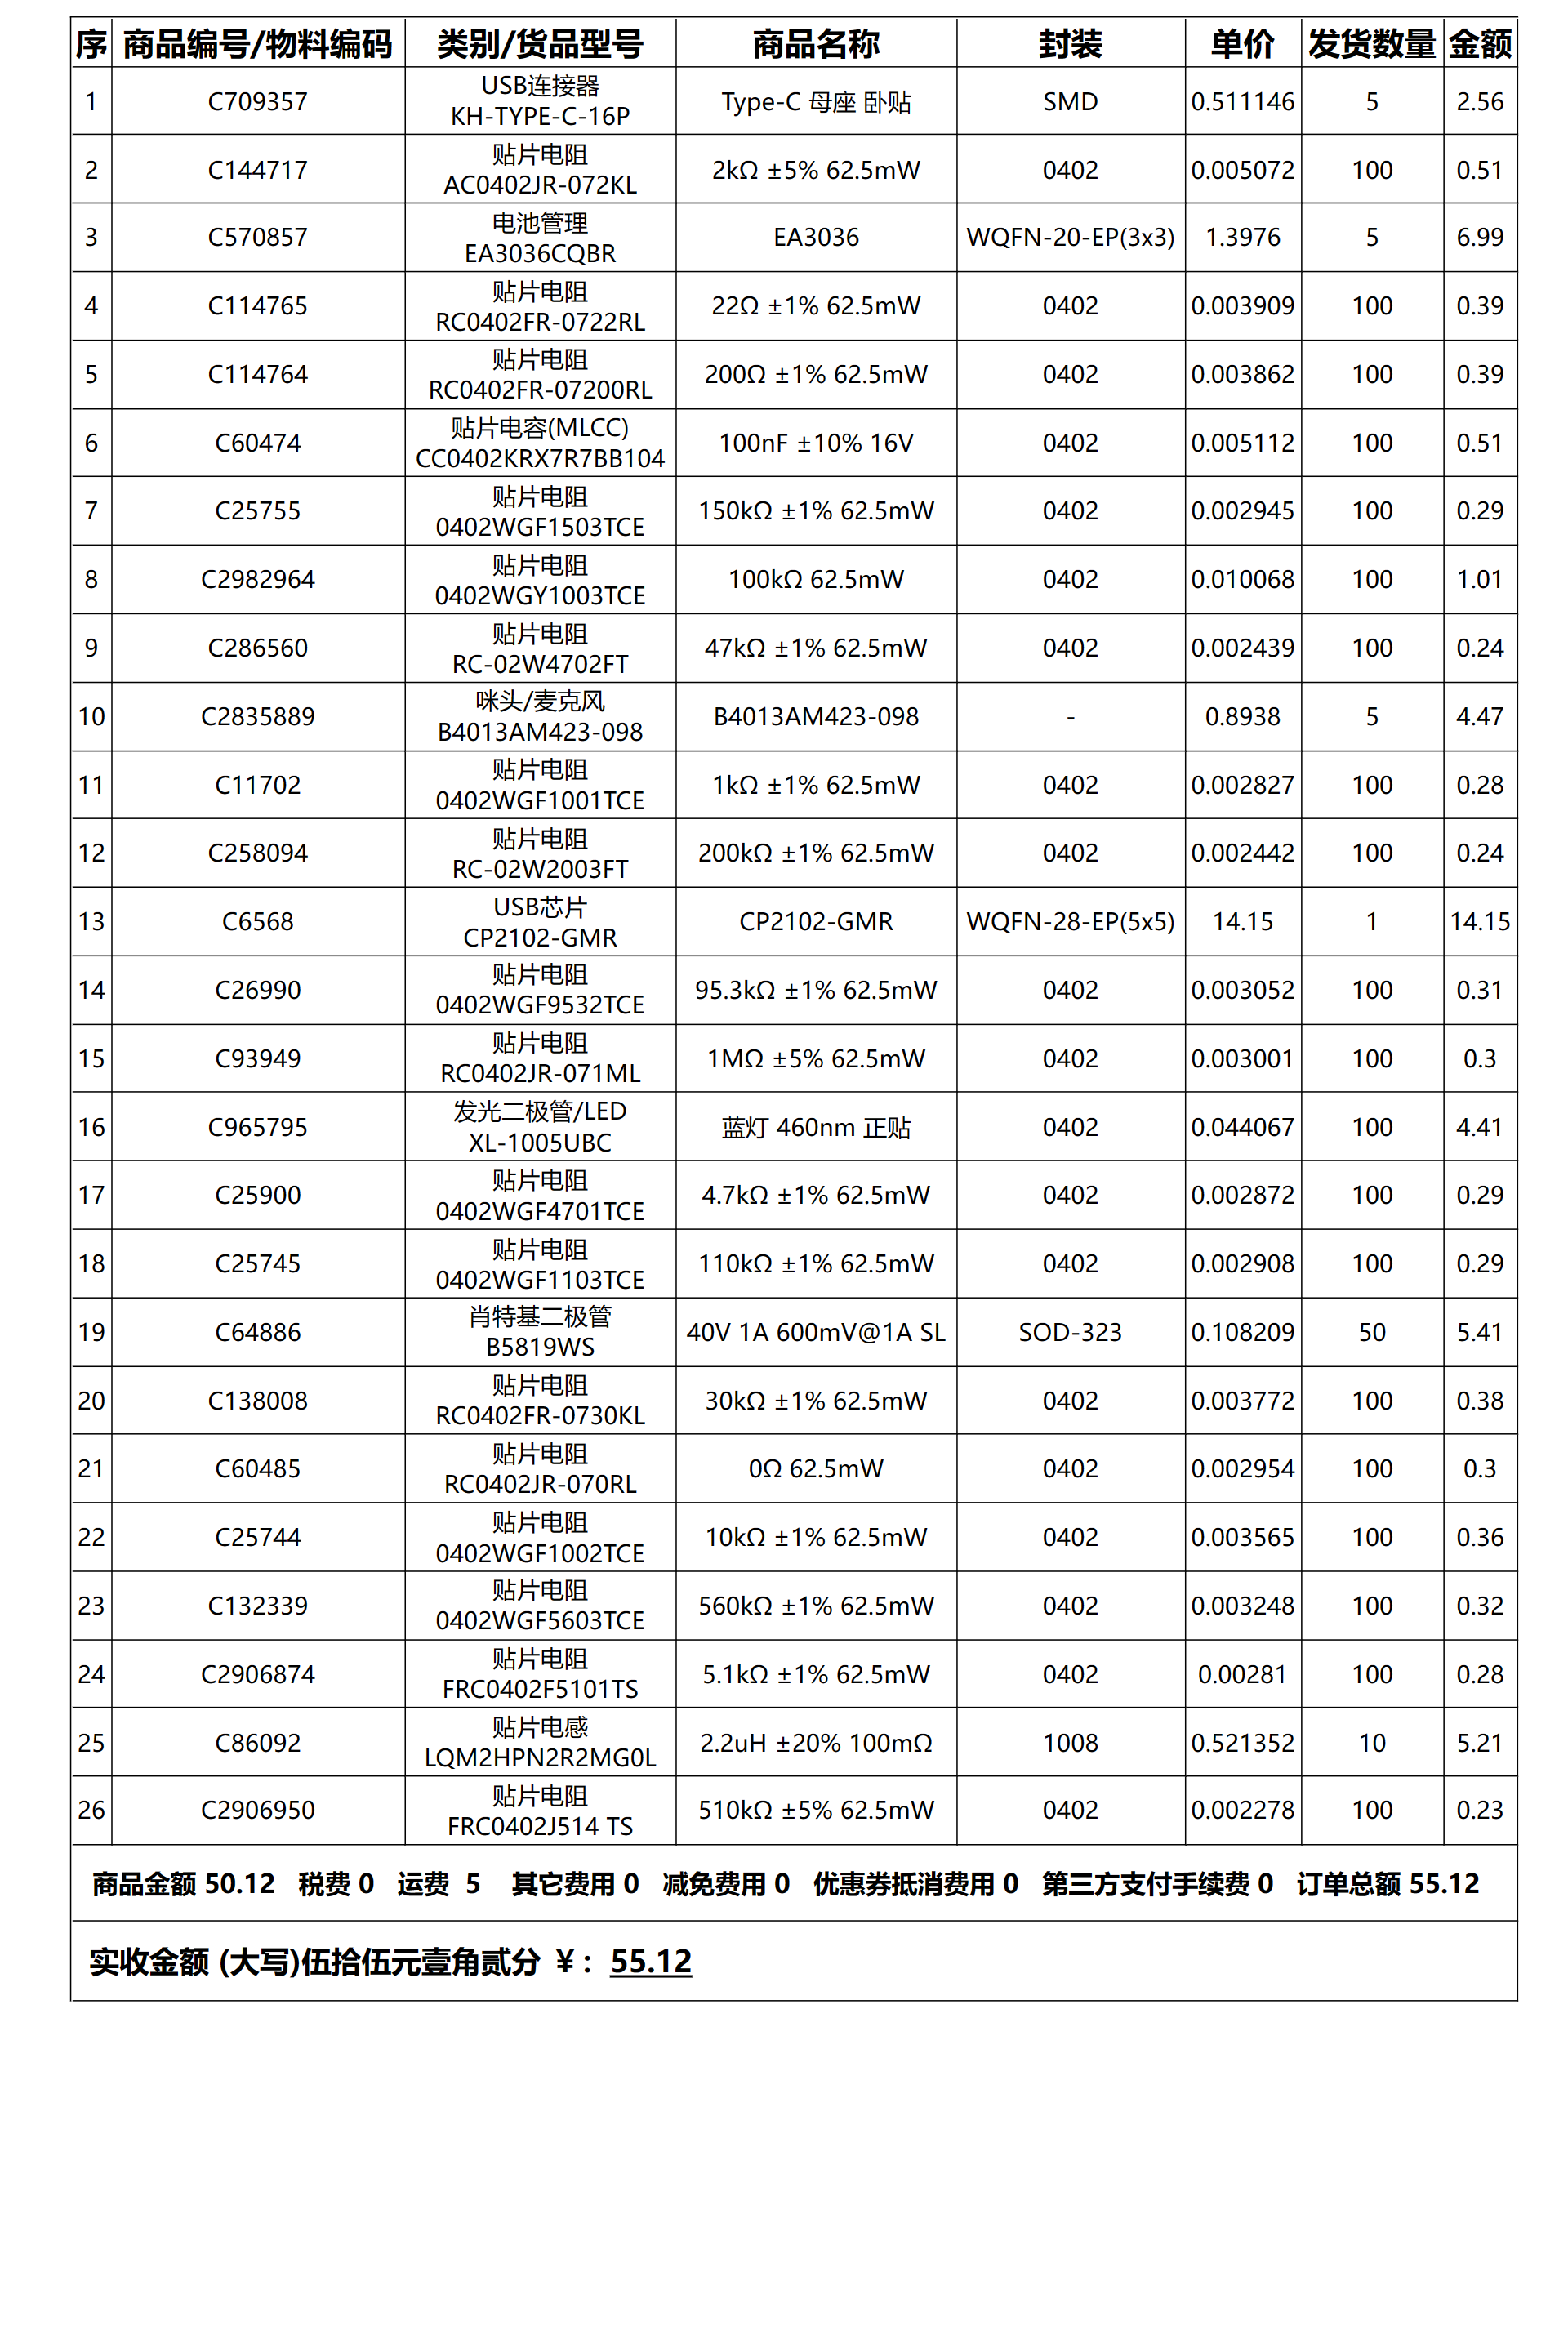 序 商品编号/物料编码 类别/货品型号 商品名称 封装 单价 发货数量 金额
1 C709357 USB连接器 KH-TYPE-C-16P Type-C 母座 卧贴 SMD 0.511146 5 2.56
2 C144717 贴片电阻 AC0402JR-072KL 2kΩ ±5% 62.5mW 0402 0.005072 100 0.51
3 C570857 电池管理 EA3036CQBR EA3036 WQFN-20-EP(3x3) 1.3976 5 6.99
4 C114765 贴片电阻 RC0402FR-0722RL 22Ω ±1% 62.5mW 0402 0.003909 100 0.39
5 C114764 贴片电阻 RC0402FR-07200RL 200Ω ±1% 62.5mW 0402 0.003862 100 0.39
6 C60474 贴片电容(MLCC) CC0402KRX7R7BB104 100nF ±10% 16V 0402 0.005112 100 0.51
7 C25755 贴片电阻 0402WGF1503TCE 150kΩ ±1% 62.5mW 0402 0.002945 100 0.29
8 C2982964 贴片电阻 0402WGY1003TCE 100kΩ 62.5mW 0402 0.010068 100 1.01
9 C286560 贴片电阻 RC-02W4702FT 47kΩ ±1% 62.5mW 0402 0.002439 100 0.24
10 C2835889 咪头/麦克风 B4013AM423-098 B4013AM423-098 - 0.8938 5 4.47
11 C11702 贴片电阻 0402WGF1001TCE 1kΩ ±1% 62.5mW 0402 0.002827 100 0.28
12 C258094 贴片电阻 RC-02W2003FT 200kΩ ±1% 62.5mW 0402 0.002442 100 0.24
13 C6568 USB芯片 CP2102-GMR CP2102-GMR WQFN-28-EP(5x5) 14.15 1 14.15
14 C26990 贴片电阻 0402WGF9532TCE 95.3kΩ ±1% 62.5mW 0402 0.003052 100 0.31
15 C93949 贴片电阻 RC0402JR-071ML 1MΩ ±5% 62.5mW 0402 0.003001 100 0.3
16 C965795 发光二极管/LED XL-1005UBC 蓝灯 460nm 正贴 0402 0.044067 100 4.41
17 C25900 贴片电阻 0402WGF4701TCE 4.7kΩ ±1% 62.5mW 0402 0.002872 100 0.29
18 C25745 贴片电阻 0402WGF1103TCE 110kΩ ±1% 62.5mW 0402 0.002908 100 0.29
19 C64886 肖特基二极管 B5819WS 40V 1A 600mV@1A SL SOD-323 0.108209 50 5.41
20 C138008 贴片电阻 RC0402FR-0730KL 30kΩ ±1% 62.5mW 0402 0.003772 100 0.38
21 C60485 贴片电阻 RC0402JR-070RL 0Ω 62.5mW 0402 0.002954 100 0.3
22 C25744 贴片电阻 0402WGF1002TCE 10kΩ ±1% 62.5mW 0402 0.003565 100 0.36
23 C132339 贴片电阻 0402WGF5603TCE 560kΩ ±1% 62.5mW 0402 0.003248 100 0.32
24 C2906874 贴片电阻 FRC0402F5101TS 5.1kΩ ±1% 62.5mW 0402 0.00281 100 0.28
25 C86092 贴片电感 LQM2HPN2R2MG0L 2.2uH ±20% 100mΩ 1008 0.521352 10 5.21
26 C2906950 贴片电阻 FRC0402J514 TS 510kΩ ±5% 62.5mW 0402 0.002278 100 0.23
商品金额 50.12 税费 0 运费 5 其它费用 0 减免费用 0 优惠券抵消费用 0 第三方支付手续费 0 订单总额 55.12
实收金额 (大写)伍拾伍元壹角贰分 ¥：55.12